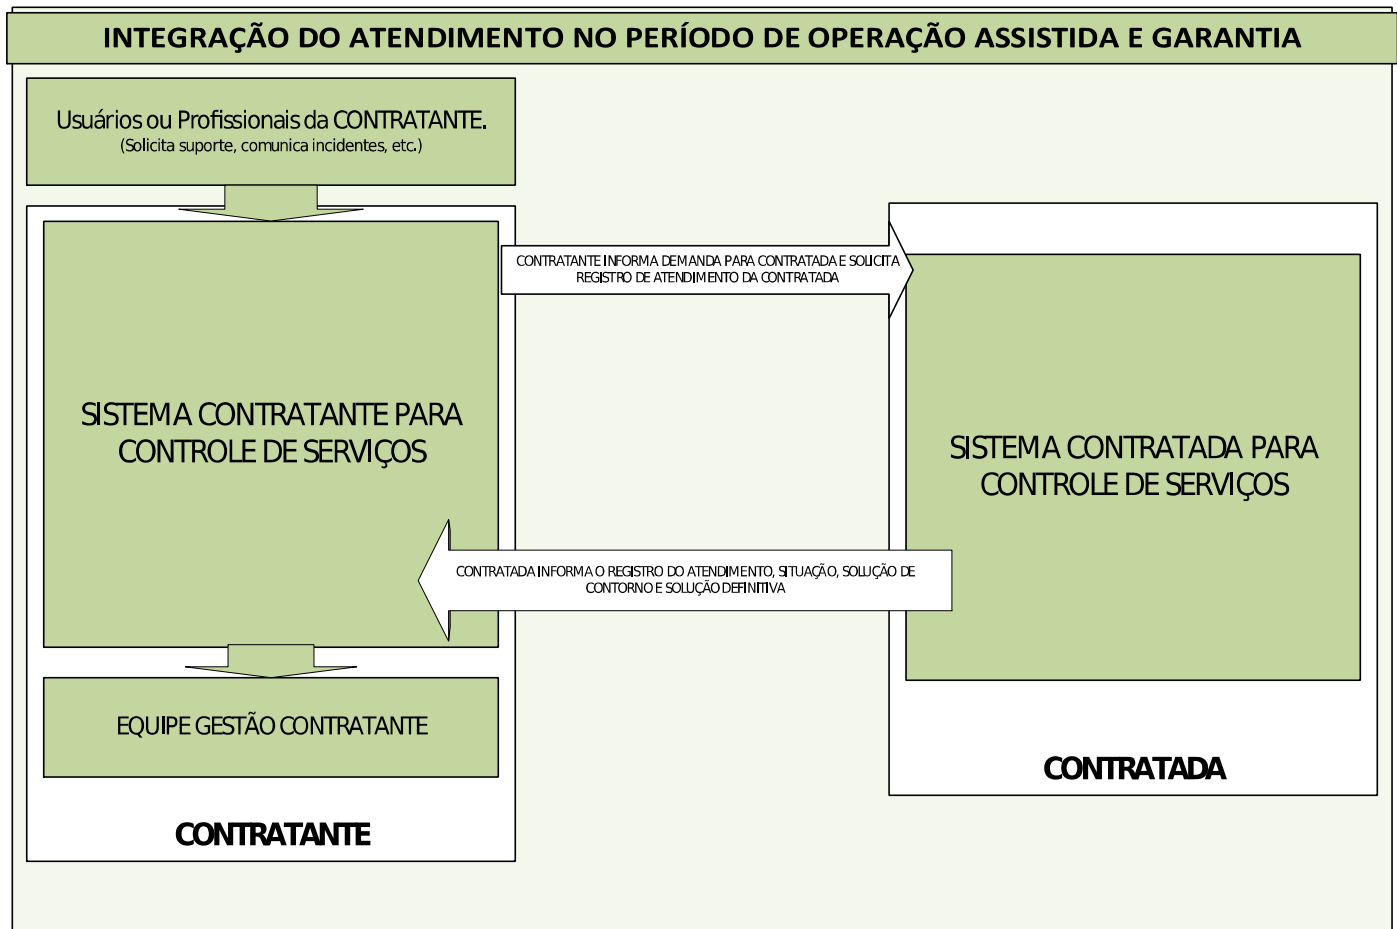 INTEGRAÇÃO DO ATENDIMENTO NO PERÍODO DE OPERAÇÃO ASSISTIDA E GARANTIA
Usuários ou Profissionais da CONTRATANTE.
(Solicita suporte, comunica incidentes, etc.)
CONTRATANTE INFORMA DEMANDA PARA CONTRATADA E SOLICITA
REGISTRO DE ATENDIMENTO DA CONTRATADA
SISTEMA CONTRATANTE PARA
CONTROLE DE SERVIÇOS
SISTEMA CONTRATADA PARA
CONTROLE DE SERVIÇOS
CONTRATADA INFORMA O REGISTRO DO ATENDIMENTO, SITUAÇÃO, SOLUÇÃO DE
CONTORNO E SOLUÇÃO DEFINITIVA
EQUIPE GESTÃO CONTRATANTE
CONTRATADA
CONTRATANTE